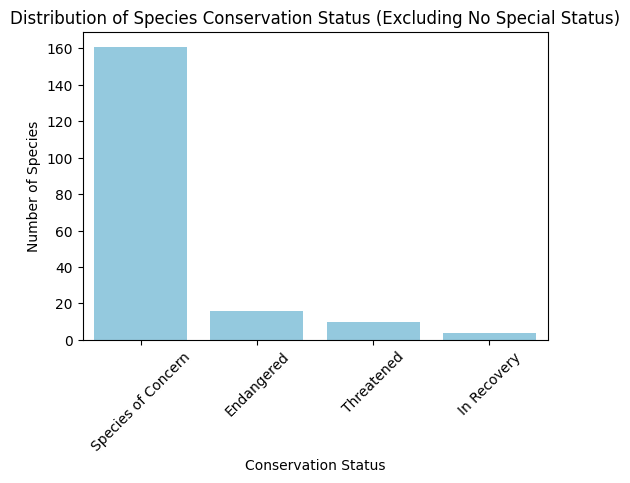 Distribution of Species Conservation Status (Excluding No Special Status)
160
140
120
100
80
60
40
20
0
Number of Species
Species of Concern
Endangered
Threatened
In Recovery
Conservation Status